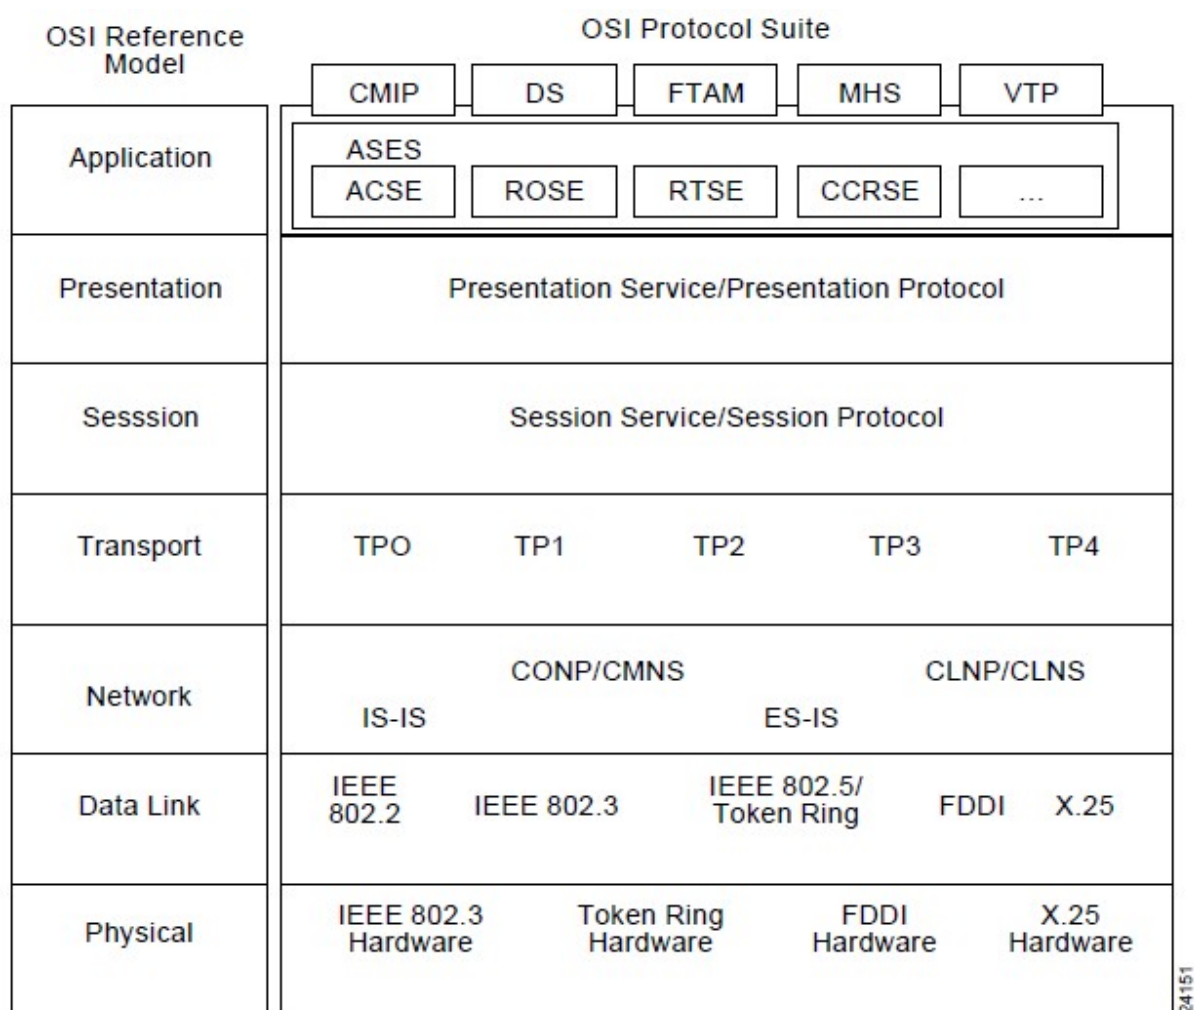 OSI Reference
Model
OSI Protocol Suite
CMIP DS FTAM MHS VTP
Application
ASES
ACSE ROSE RTSE CCRSE ...
Presentation
Presentation Service/Presentation Protocol
Sesssion
Session Service/Session Protocol
Transport
TPO TP1 TP2 TP3 TP4
Network
CONP/CMNS CLNP/CLNS
IS-IS ES-IS
Data Link
IEEE
802.2
IEEE 802.3
IEEE 802.5/
Token Ring
FDDI
X.25
Physical
IEEE 802.3
Hardware
Token Ring
Hardware
FDDI
Hardware
X.25
Hardware
24151